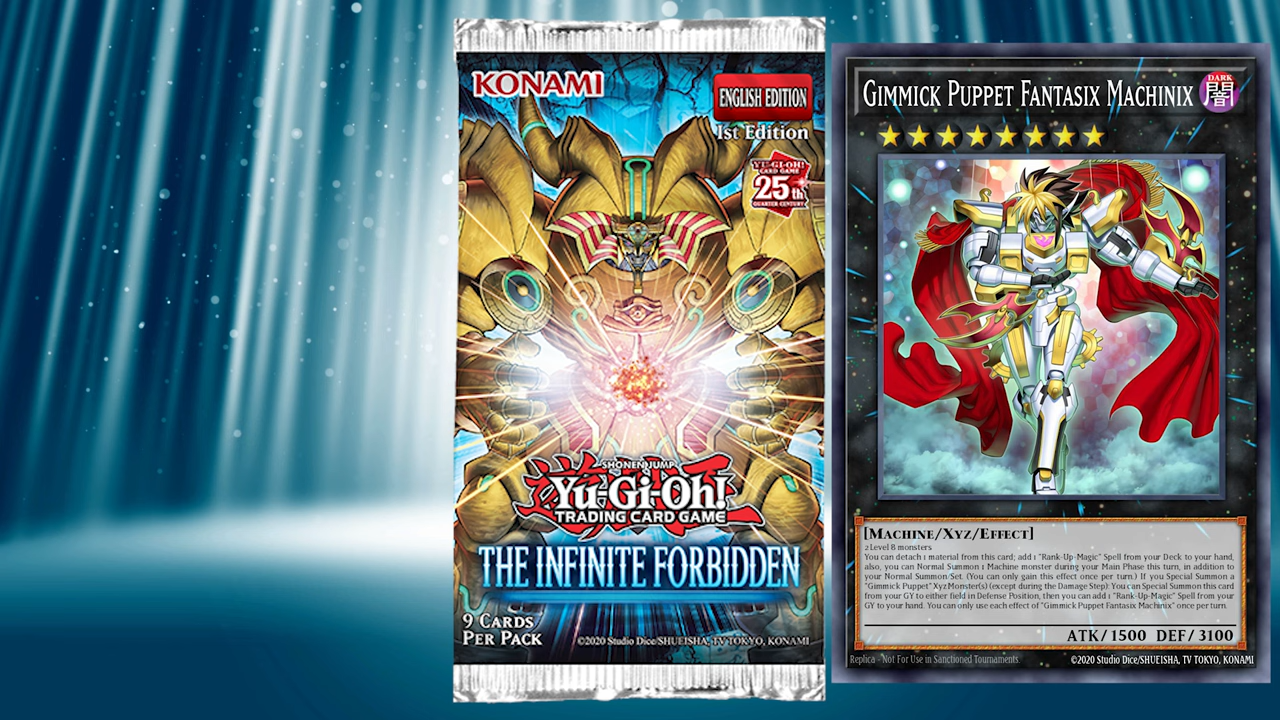 KONAMI
ENGLISH EDITION
1st Edition
YU-GI-OH!
CARD GAME
25th
QUARTER CENTURY
SHONEN JUMP
遊☆戯☆王
Yu-Gi-Oh!
TRADING CARD GAME
THE INFINITE FORBIDDEN
9 CARDS
PER PACK
©2020 Studio Dice/SHUEISHA, TV TOKYO, KONAMI
GIMMICK PUPPET FANTASIX MACHINIX
DARK
闇
[MACHINE/XYZ/EFFECT]
2 Level 8 monsters
You can detach 1 material from this card; add 1 "Rank-Up-Magic" Spell from your Deck to your hand,
also, you can Normal Summon 1 Machine monster during your Main Phase this turn, in addition to
your Normal Summon/Set. (You can only gain this effect once per turn.) If you Special Summon a
"Gimmick Puppet" Xyz Monster(s) (except during the Damage Step): You can Special Summon this card
from your GY to either field in Defense Position, then you can add 1 "Rank-Up-Magic" Spell from your
GY to your hand. You can only use each effect of "Gimmick Puppet Fantasix Machinix" once per turn.
ATK/1500 DEF/3100
Replica - Not For Use in Sanctioned Tournaments.
©2020 Studio Dice/SHUEISHA, TV TOKYO, KONAMI